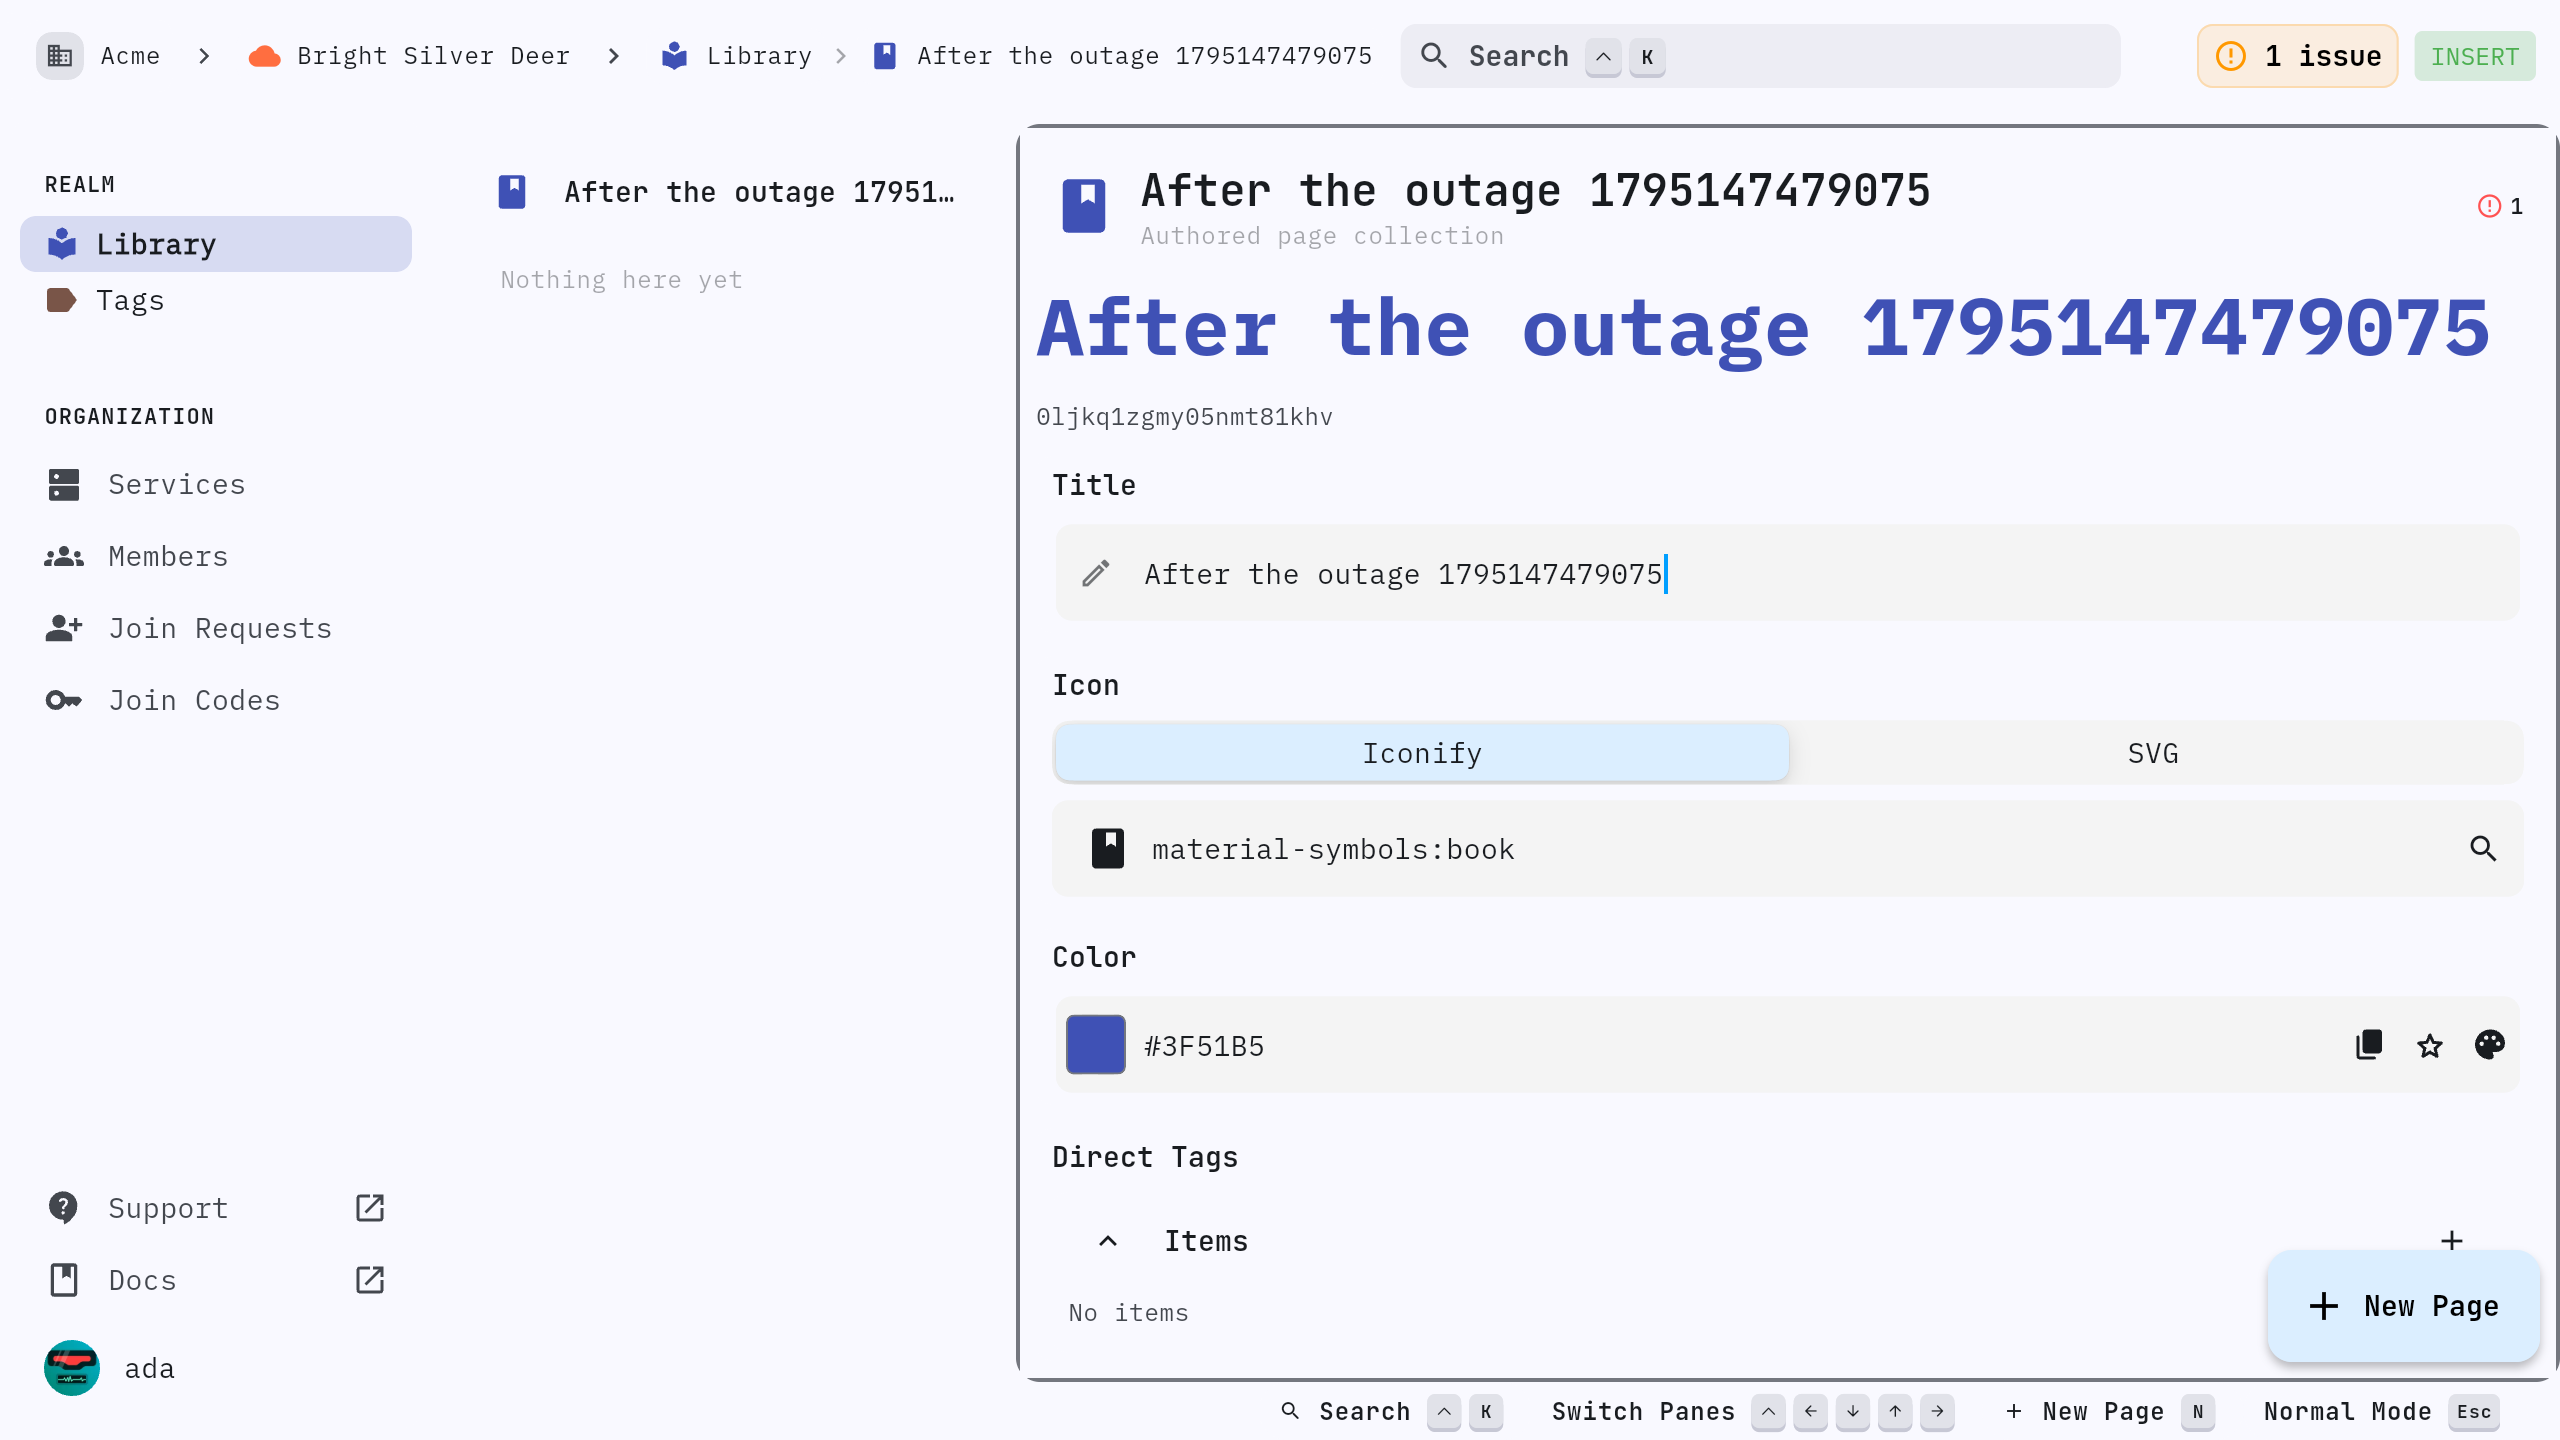 Acme
Bright Silver Deer
Library
After the outage 1795147479075
Search
K
1 issue
INSERT
REALM
Library
Tags
ORGANIZATION
Services
Members
Join Requests
Join Codes
Support
Docs
ada
After the outage 17951…
Nothing here yet
After the outage 1795147479075
Authored page collection
1
After the outage 1795147479075
0ljkq1zgmy05nmt81khv
Title
After the outage 1795147479075
Icon
Iconify
SVG
material-symbols:book
Color
#3F51B5
Direct Tags
Items
No items
New Page
Search
K
Switch Panes
New Page
N
Normal Mode
Esc